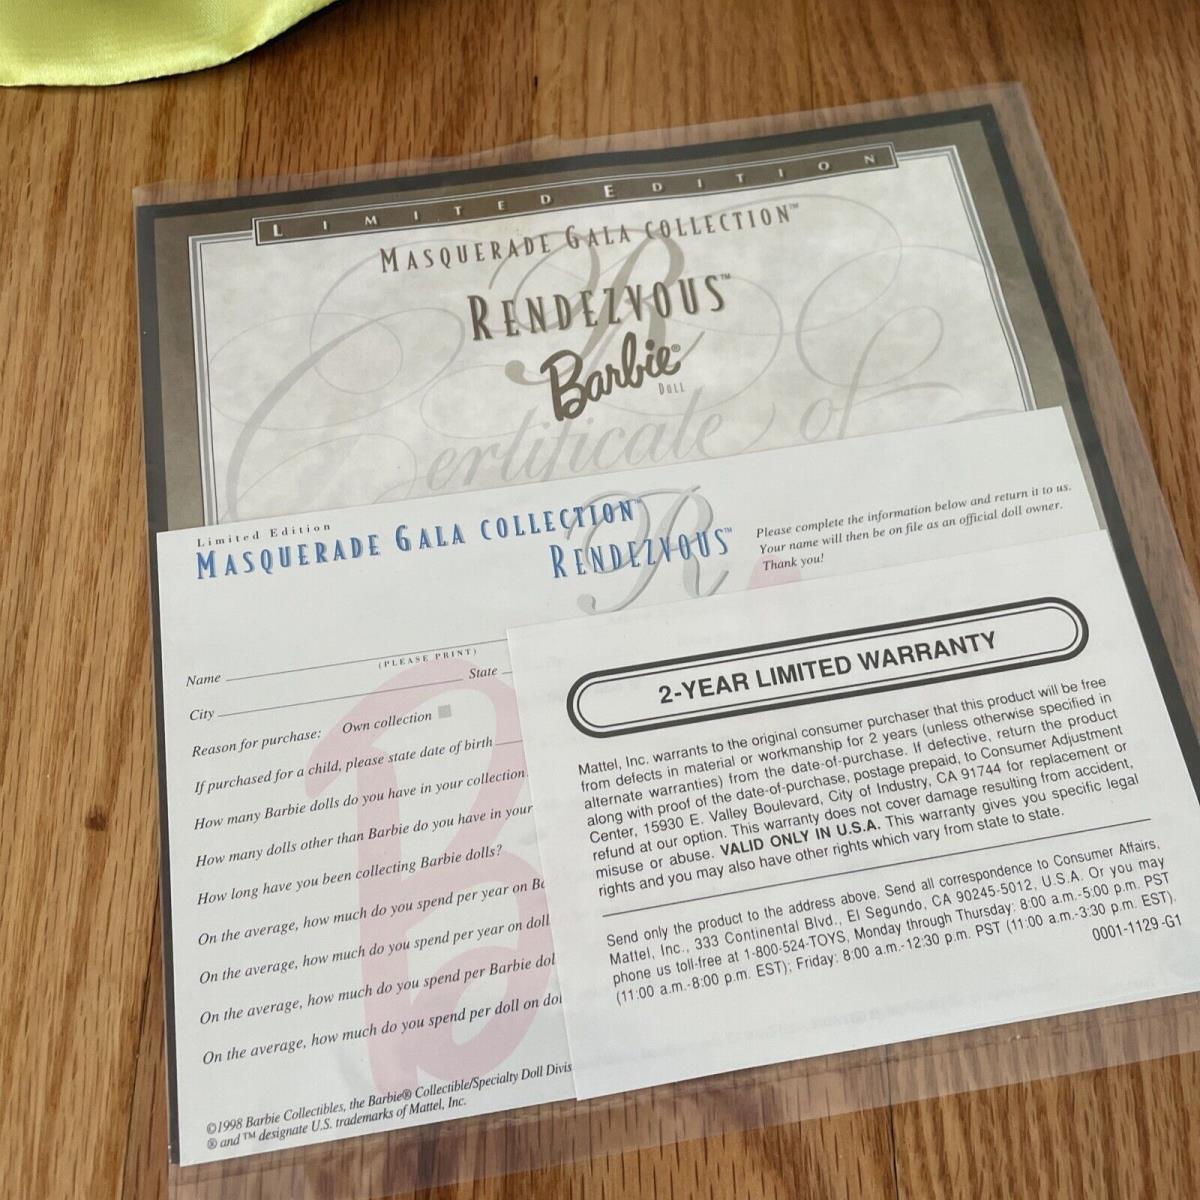 LIMITED EDITION
MASQUERADE GALA COLLECTION™
RENDEZVOUS™
Barbie®
DOLL
Certificate of
Limited Edition
MASQUERADE GALA COLLECTION™
RENDEZVOUS™
Please complete the information below and return it to us.
Your name will then be on file as an official doll owner.
Thank you!
Name
(PLEASE PRINT)
City
State
Reason for purchase: Own collection
If purchased for a child, please state date of birth
How many Barbie dolls do you have in your collection
How many dolls other than Barbie do you have in your
How long have you been collecting Barbie dolls?
On the average, how much do you spend per year on
On the average, how much do you spend per year on doll
On the average, how much do you spend per Barbie dol
On the average, how much do you spend per doll on dol
©1998 Barbie Collectibles, the Barbie® Collectible/Specialty Doll Divis
® and ™ designate U.S. trademarks of Mattel, Inc.
2-YEAR LIMITED WARRANTY
Mattel, Inc. warrants to the original consumer purchaser that this product will be free
from defects in material or workmanship for 2 years (unless otherwise specified in
alternate warranties) from the date-of-purchase. If defective, return the product
along with proof of the date-of-purchase, postage prepaid, to Consumer Adjustment
Center, 15930 E. Valley Boulevard, City of Industry, CA 91744 for replacement or
refund at our option. This warranty does not cover damage resulting from accident,
misuse or abuse. VALID ONLY IN U.S.A. This warranty gives you specific legal
rights and you may also have other rights which vary from state to state.
Send only the product to the address above. Send all correspondence to Consumer Affairs,
Mattel, Inc., 333 Continental Blvd., El Segundo, CA 90245-5012, U.S.A. Or you may
phone us toll-free at 1-800-524-TOYS, Monday through Thursday: 8:00 a.m.-5:00 p.m. PST
(11:00 a.m.-8:00 p.m. EST); Friday: 8:00 a.m.-12:30 p.m. PST (11:00 a.m.-3:30 p.m. EST).
0001-1129-G1